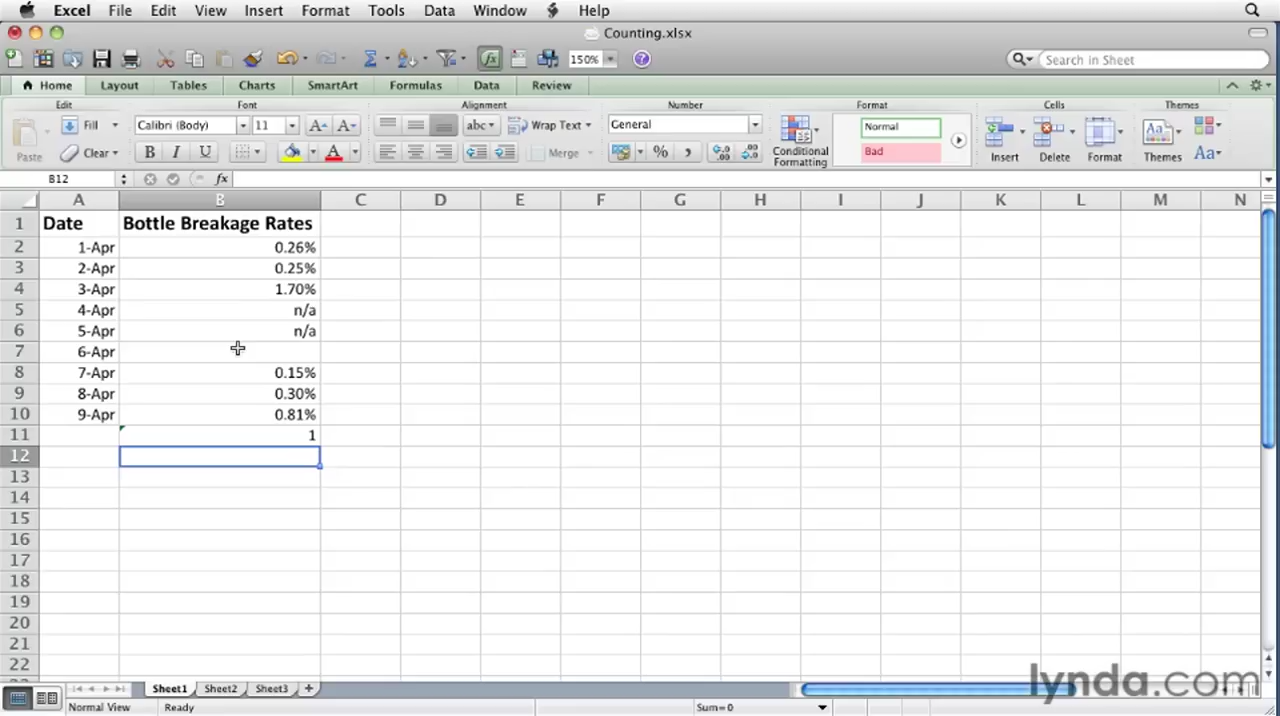 Excel File Edit View Insert Format Tools Data Window Help
Counting.xlsx
150% Search in Sheet
Home Layout Tables Charts SmartArt Formulas Data Review
Edit Font Alignment Number Format Cells Themes
Fill Calibri (Body) 11 A A abc Wrap Text General Normal
Paste Clear B I U A Merge % , Conditional Formatting Bad Insert Delete Format Themes Aa
B12 fx
A B C D E F G H I J K L M N
1 Date Bottle Breakage Rates
2 1-Apr 0.26%
3 2-Apr 0.25%
4 3-Apr 1.70%
5 4-Apr n/a
6 5-Apr n/a
7 6-Apr
8 7-Apr 0.15%
9 8-Apr 0.30%
10 9-Apr 0.81%
11 1
12
13
14
15
16
17
18
19
20
21
22
Sheet1 Sheet2 Sheet3
lynda.com
Normal View Ready Sum=0